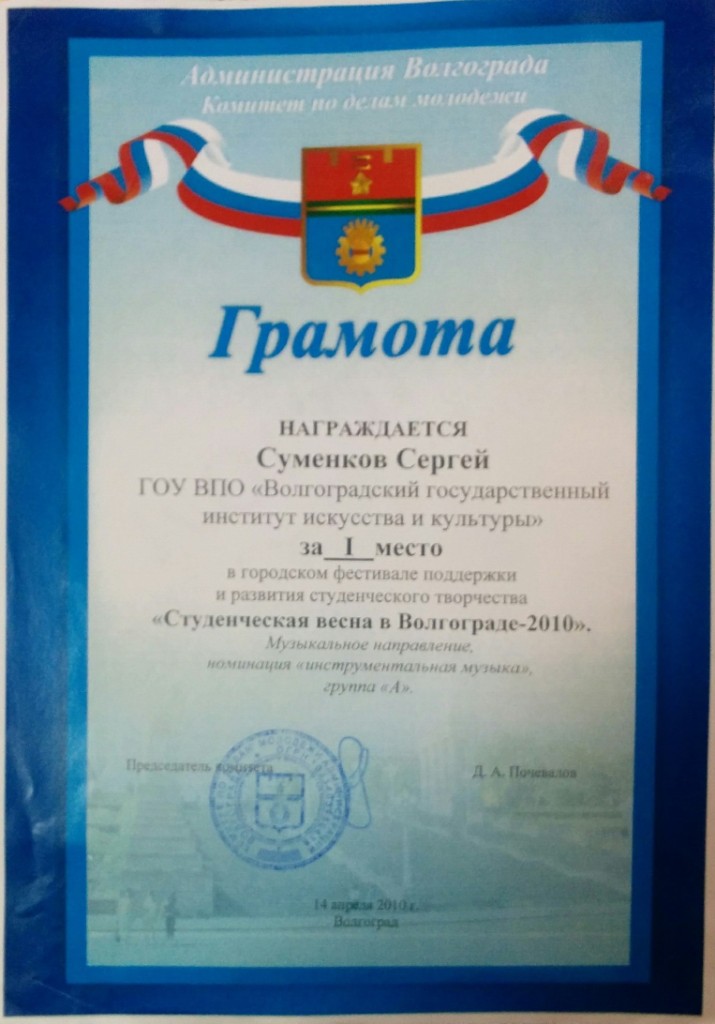 Администрация Волгограда
Комитет по делам молодежи
Грамота
НАГРАЖДАЕТСЯ
Суменков Сергей
ГОУ ВПО «Волгоградский государственный
институт искусства и культуры»
за I место
в городском фестивале поддержки
и развития студенческого творчества
«Студенческая весна в Волгограде-2010».
Музыкальное направление,
номинация «инструментальная музыка»,
группа «А».
Председатель комитета
Д. А. Почевалов
14 апреля 2010 г.
Волгоград